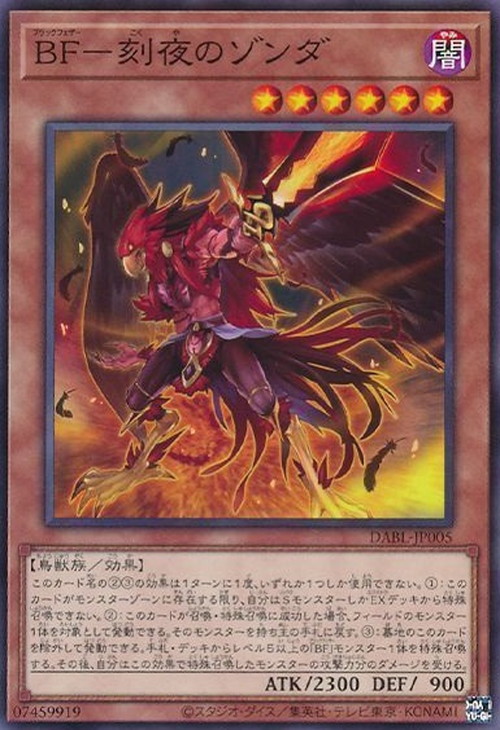 ブラックフェザー こくや
BF－刻夜のゾンダ
やみ
闇
DABL-JP005
【鳥獣族／効果】
このカード名の②③の効果は1ターンに1度、いずれか1つしか使用できない。①：この
カードがモンスターゾーンに存在する限り、自分はSモンスターしかEXデッキから特殊
召喚できない。②：このカードが召喚・特殊召喚に成功した場合、フィールドのモンスター
1体を対象として発動できる。そのモンスターを持ち主の手札に戻す。③：墓地のこのカード
を除外して発動できる。手札・デッキからレベル5以上の「BF」モンスター1体を特殊召喚
する。その後、自分はこの効果で特殊召喚したモンスターの攻撃力分のダメージを受ける。
ATK/2300 DEF/ 900
07459919
©スタジオ・ダイス／集英社・テレビ東京・KONAMI